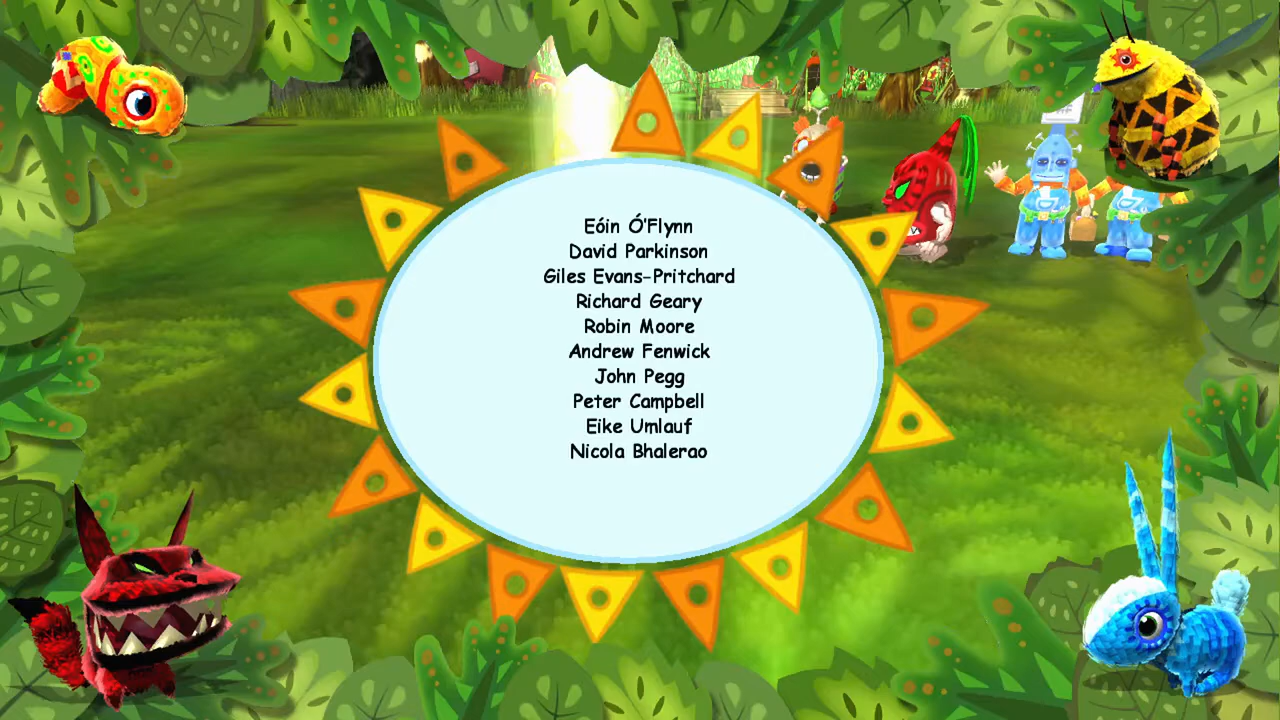 Eóin Ó'Flynn
David Parkinson
Giles Evans-Pritchard
Richard Geary
Robin Moore
Andrew Fenwick
John Pegg
Peter Campbell
Eike Umlauf
Nicola Bhalerao